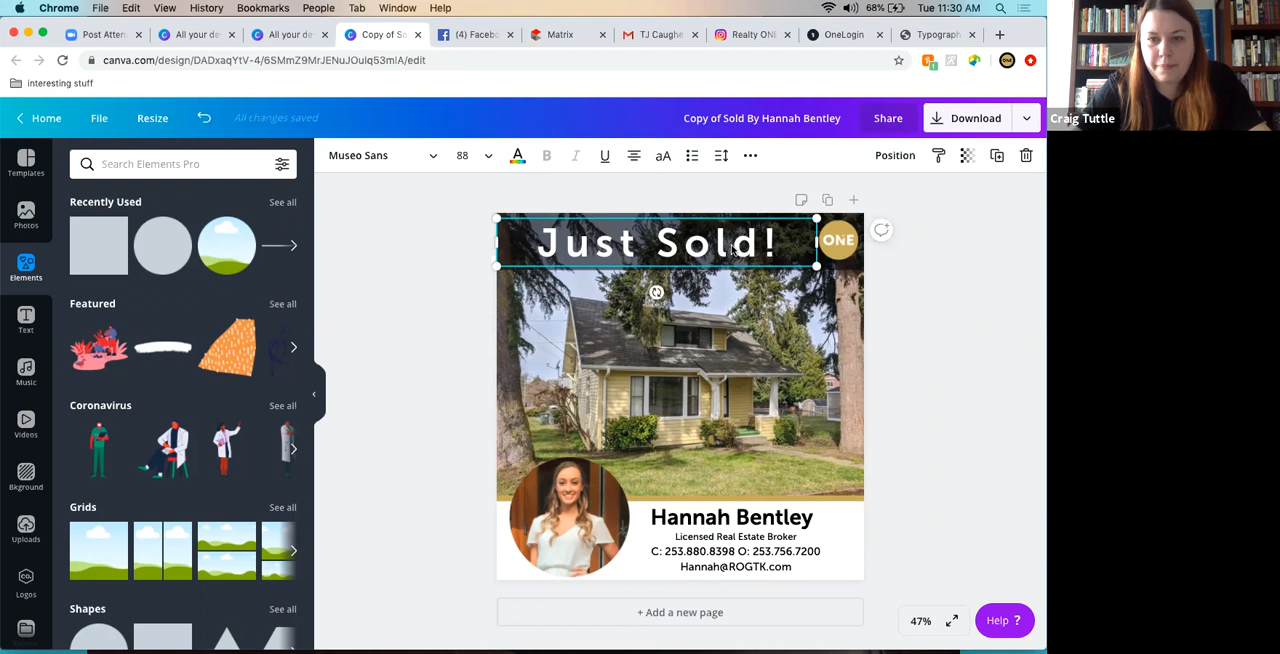 Chrome File Edit View History Bookmarks People Tab Window Help 68% Tue 11:30 AM
Post Atten All your de All your de Copy of So (4) Facebo Matrix TJ Caughe Realty ONE OneLogin Typograph
canva.com/design/DADxaqYtV-4/6SMmZ9MrJENuJOulq53mlA/edit ONE
interesting stuff
Craig Tuttle
Home File Resize All changes saved Copy of Sold By Hannah Bentley Share Download
Templates
Search Elements Pro
Museo Sans 88 B I U aA Position
Recently Used See all
Photos
Elements
Just Sold! ONE
Featured See all
Text
Music
Coronavirus See all
Videos
Bkground
Grids See all
Uploads
Hannah Bentley
Licensed Real Estate Broker
C: 253.880.8398 O: 253.756.7200
Hannah@ROGTK.com
CO.
Logos
Shapes See all
+ Add a new page
47% Help ?